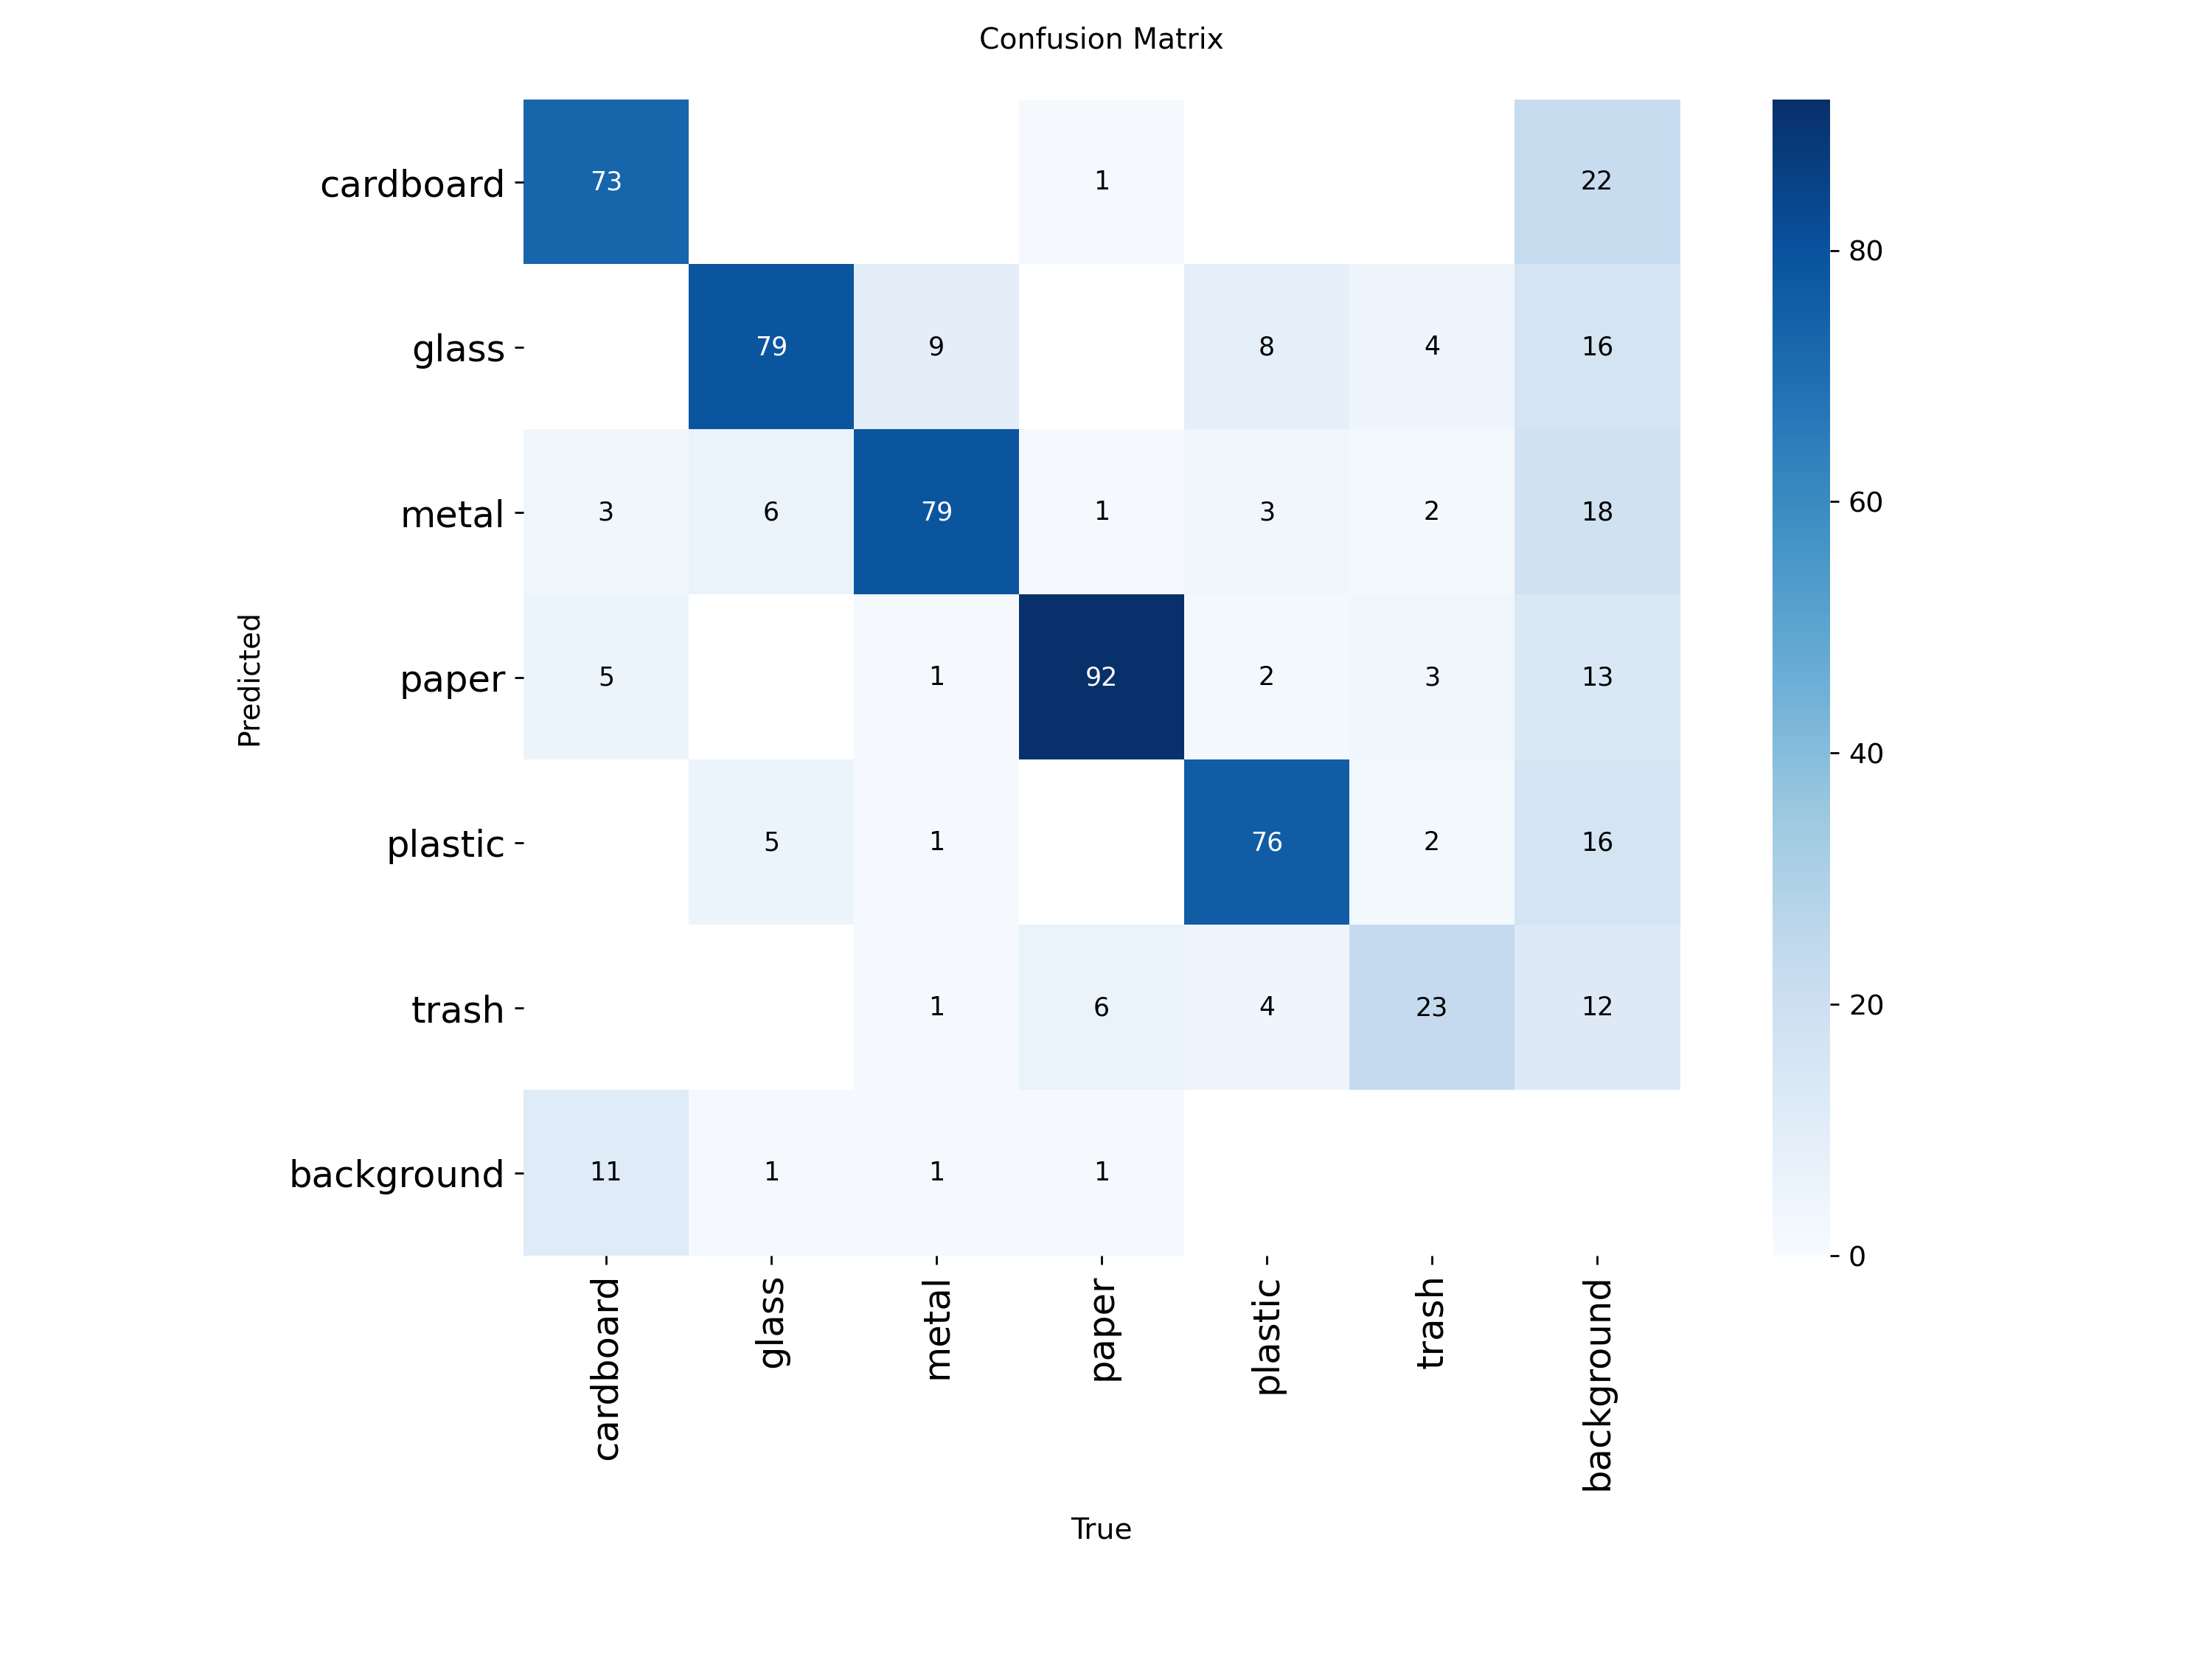 Confusion Matrix
cardboard 73 1 22
glass 79 9 8 4 16
metal 3 6 79 1 3 2 18
paper 5 1 92 2 3 13
plastic 5 1 76 2 16
trash 1 6 4 23 12
background 11 1 1 1
Predicted
cardboard glass metal paper plastic trash background
True
80
60
40
20
0